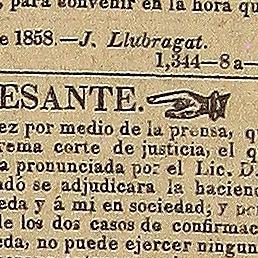 , para convenir en la hora qu
e 1858.—J. Llubragat.
1,344—8 a—
ESANTE.
ez por medio de la prensa, q
rema corte de justicia, el q
a pronunciada por el Lic. D.
ado se adjudicara la hacien
eda y á mi en sociedad; y
e los dos casos de confirmac
eda, no puede ejercer ningun